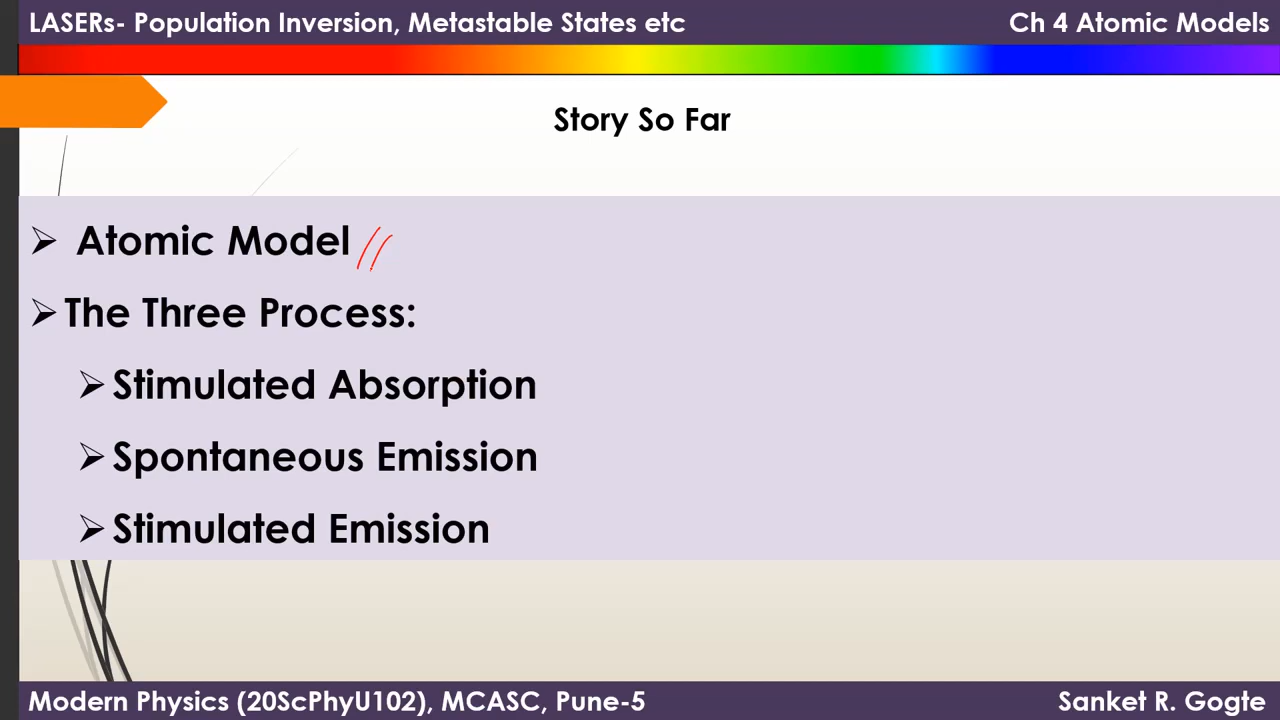 LASERs- Population Inversion, Metastable States etc
Ch 4 Atomic Models
Story So Far
Atomic Model
The Three Process:
Stimulated Absorption
Spontaneous Emission
Stimulated Emission
Modern Physics (20ScPhyU102), MCASC, Pune-5
Sanket R. Gogte